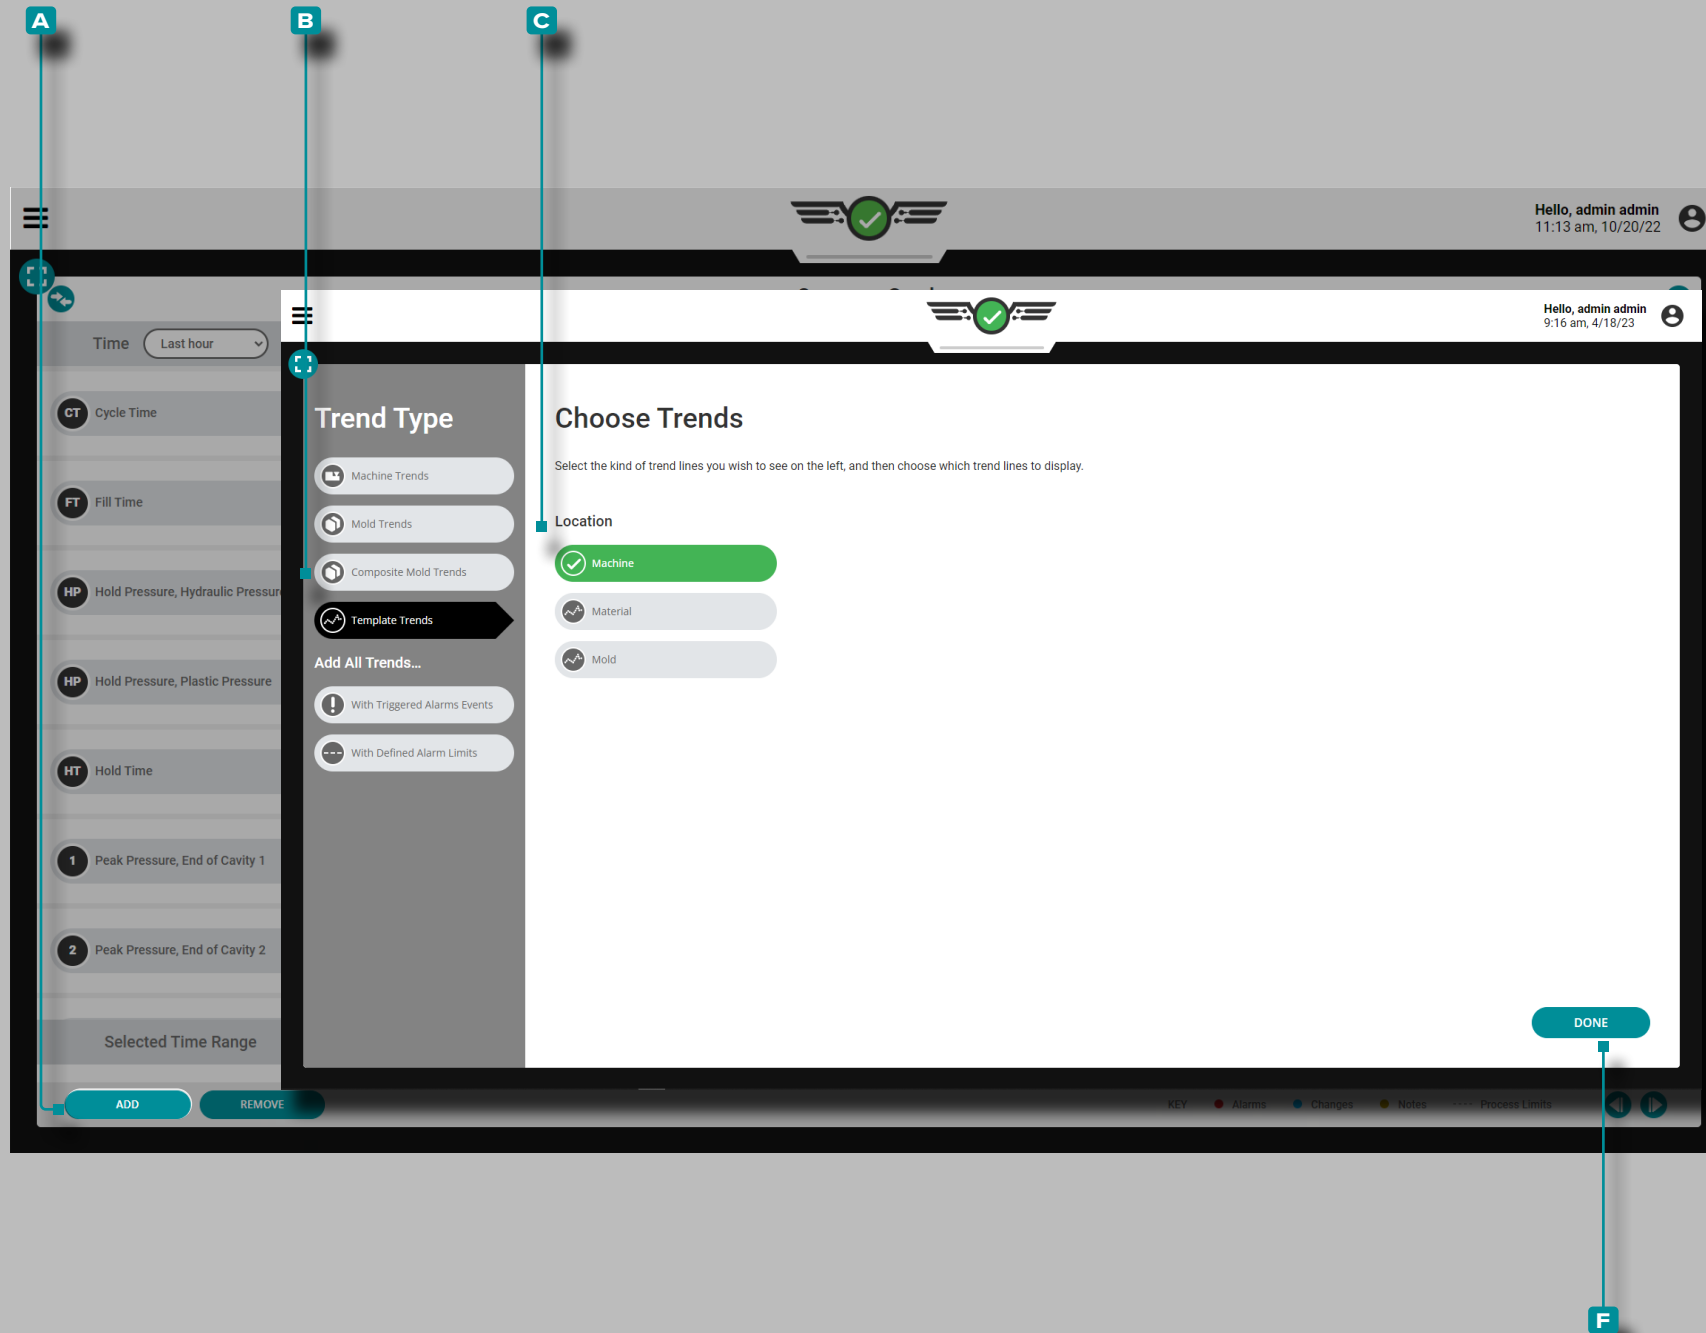 A
B
C
Hello, admin admin
11:13 am, 10/20/22
Hello, admin admin
9:16 am, 4/18/23
Time
Last hour
CT
Cycle Time
FT
Fill Time
HP
Hold Pressure, Hydraulic Pressure
HP
Hold Pressure, Plastic Pressure
HT
Hold Time
1
Peak Pressure, End of Cavity 1
2
Peak Pressure, End of Cavity 2
Selected Time Range
Trend Type
Machine Trends
Mold Trends
Composite Mold Trends
Template Trends
Add All Trends...
With Triggered Alarms Events
With Defined Alarm Limits
Choose Trends
Select the kind of trend lines you wish to see on the left, and then choose which trend lines to display.
Location
Machine
Material
Mold
DONE
ADD
REMOVE
KEY
Alarms
Changes
Notes
Process Limits
F